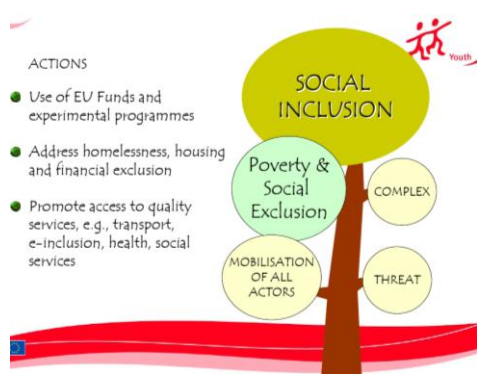 ACTIONS
Use of EU Funds and
experimental programmes
Address homelessness, housing
and financial exclusion
Promote access to quality
services, e.g., transport,
e-inclusion, health, social
services
Youth
SOCIAL
INCLUSION
Poverty &
Social
Exclusion
COMPLEX
MOBILISATION
OF ALL
ACTORS
THREAT